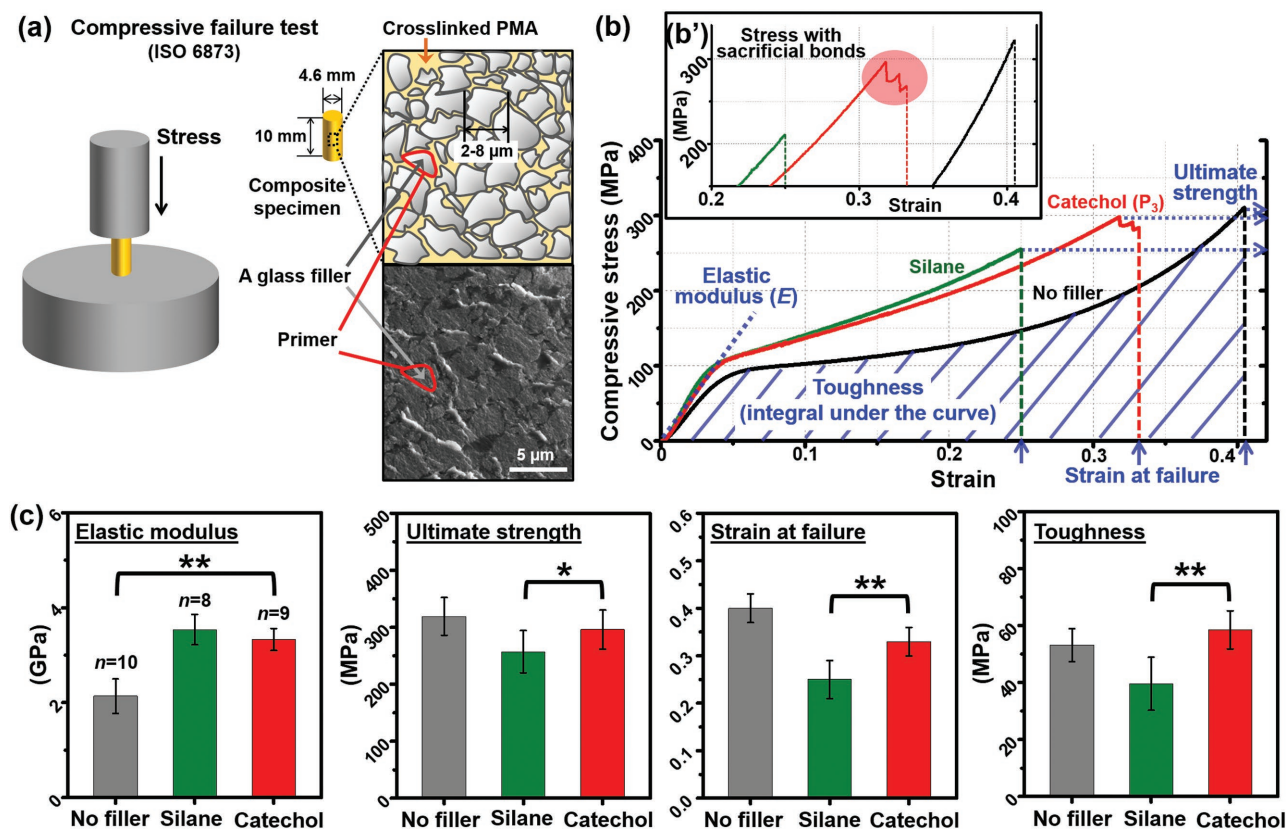 (a) Compressive failure test
(ISO 6873)
4.6 mm
10 mm
Stress
Composite
specimen
Crosslinked PMA
2-8 µm
A glass filler
Primer
5 µm
(b)
(b')
Stress with
sacrificial bonds
(MPa)
300
200
0.2
0.3
0.4
Strain
Compressive stress (MPa)
400
300
200
100
0
0
0.1
0.2
0.3
0.4
Strain
Elastic
modulus (E)
Silane
Catechol (P3)
No filler
Ultimate
strength
Toughness
(integral under the curve)
Strain at failure
(c)
Elastic modulus
(GPa)
6
4
2
0
n=10
n=8
n=9
**
No filler
Silane
Catechol
Ultimate strength
(MPa)
500
400
300
200
100
0
*
No filler
Silane
Catechol
Strain at failure
0.6
0.5
0.4
0.3
0.2
0.1
0.0
**
No filler
Silane
Catechol
Toughness
(MPa)
100
80
60
40
20
0
**
No filler
Silane
Catechol